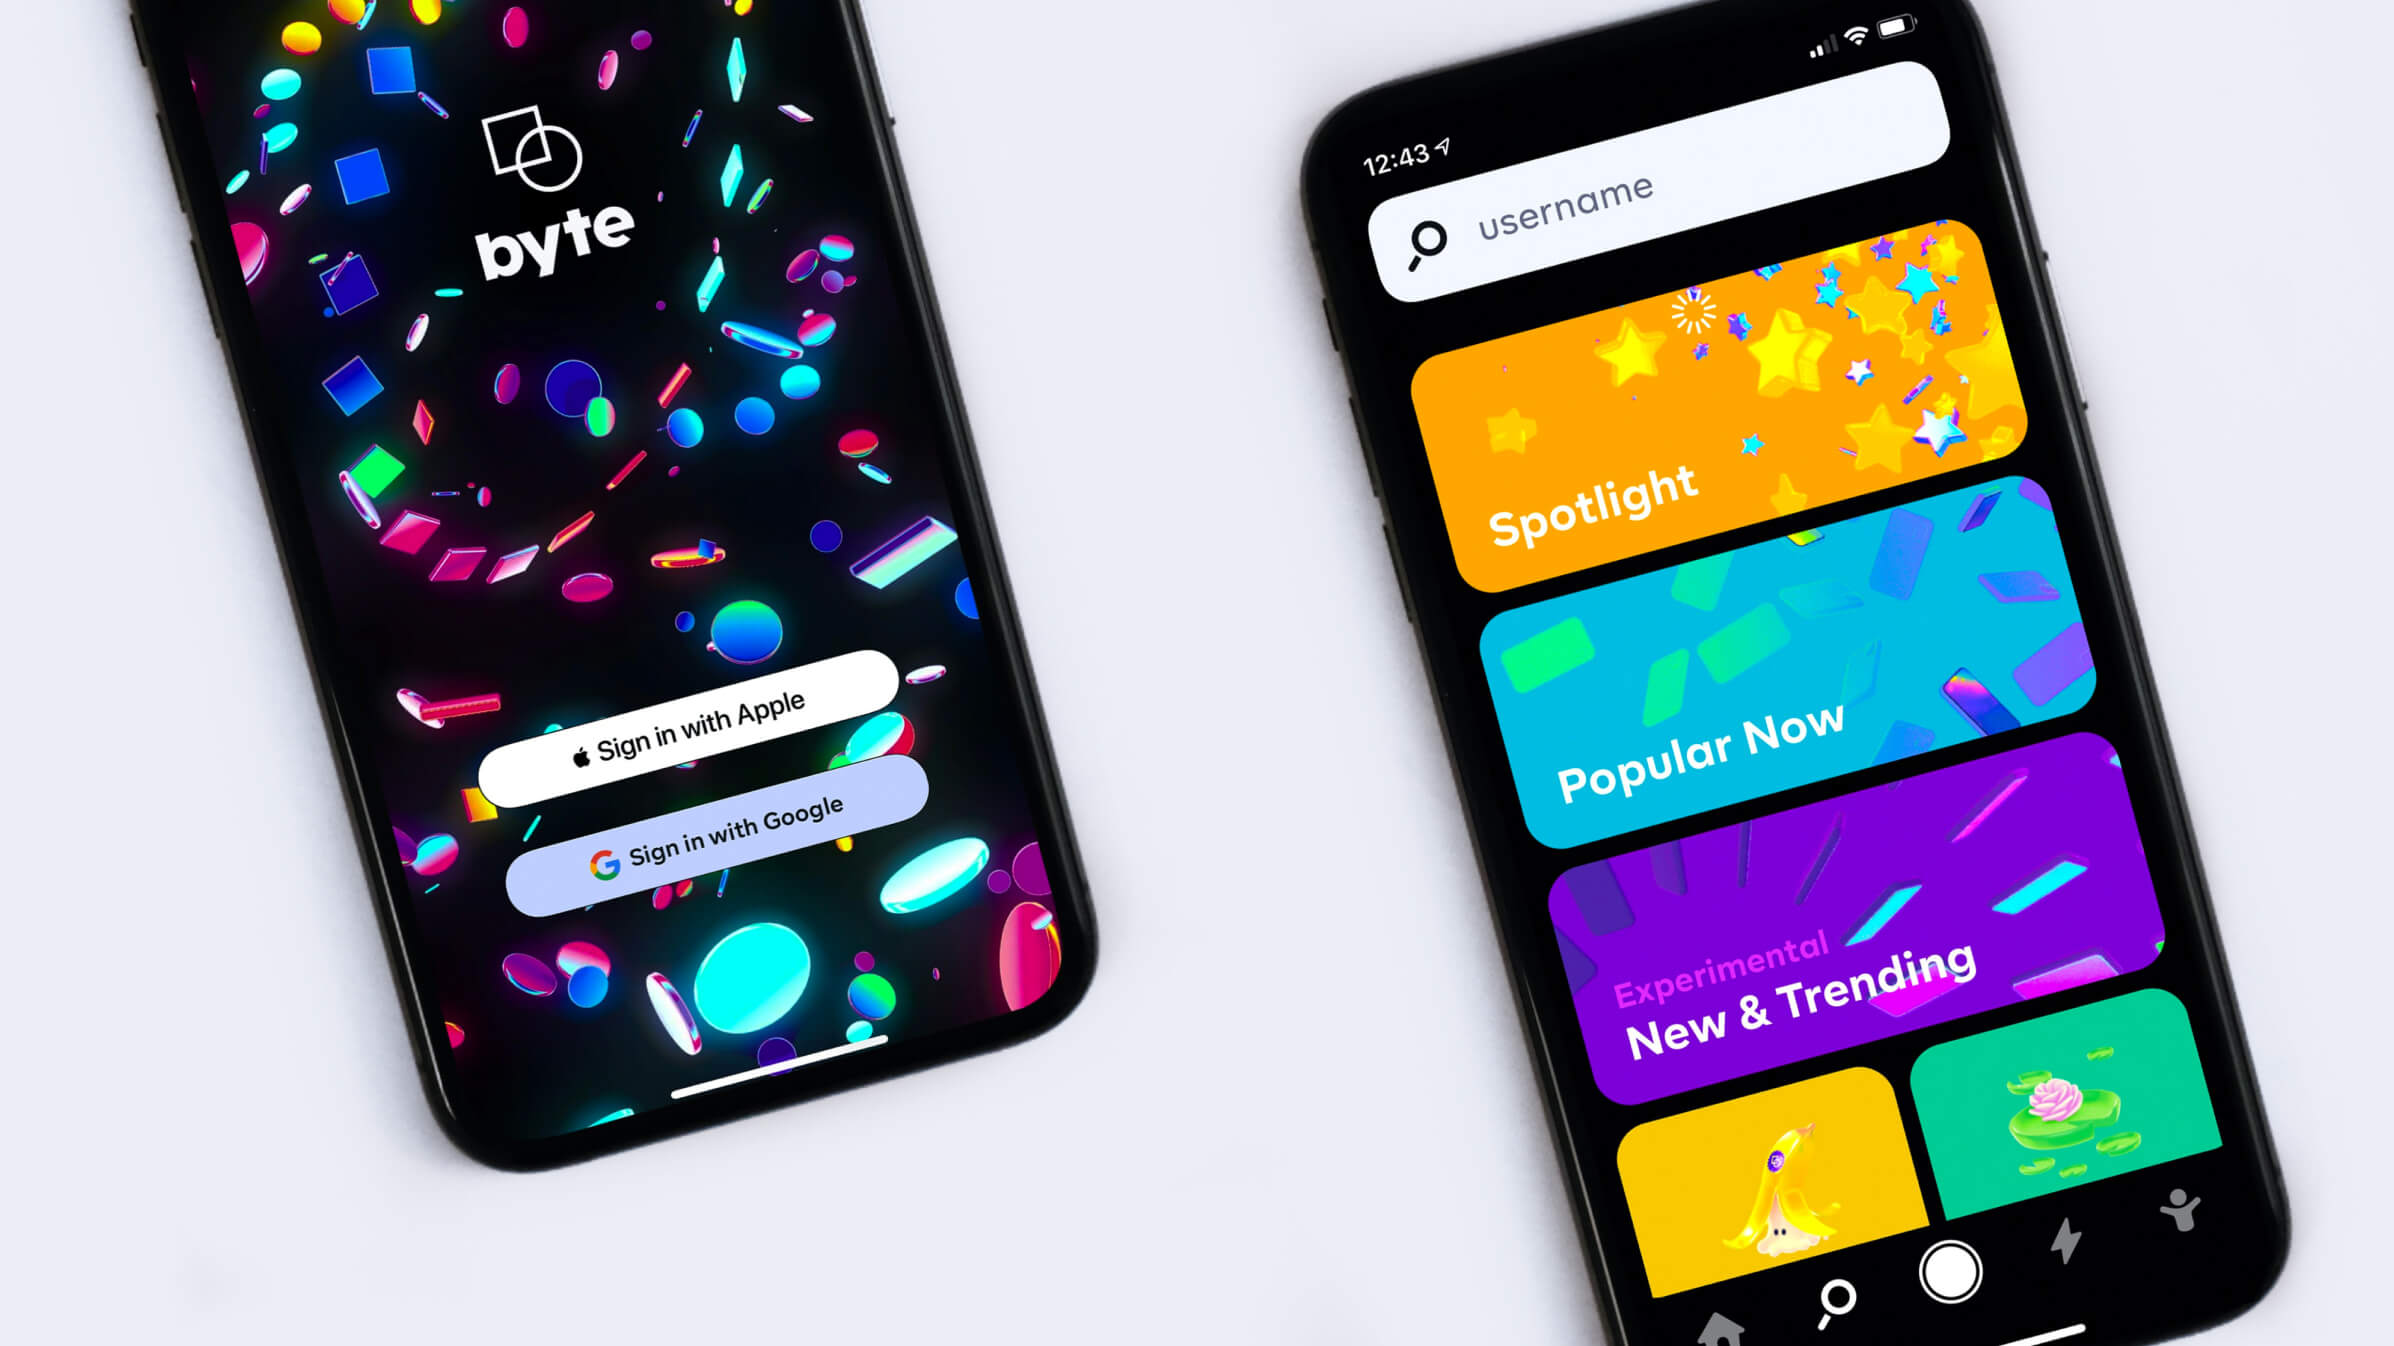 byte
Sign in with Apple
Sign in with Google
12:43
username
Spotlight
Popular Now
Experimental
New & Trending